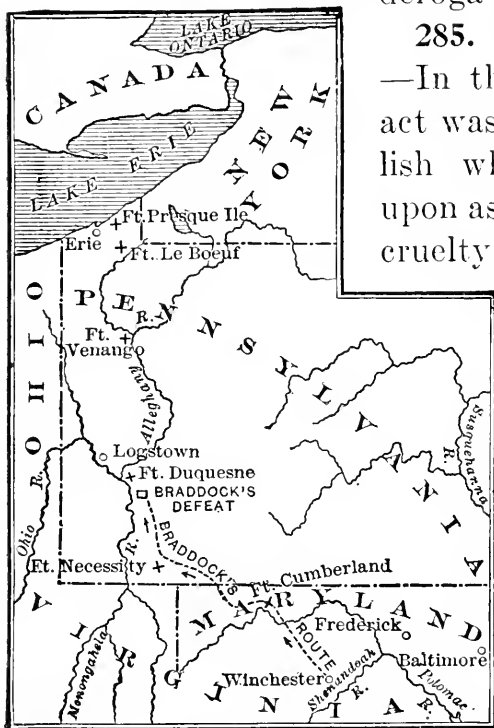 deroga
285.
—In th
act was
lish wh
upon as
cruelty
LAKE ONTARIO
CANADA
NEW YORK
LAKE ERIE
Ft. Presque Ile
Erie
Ft. Le Boeuf
PENNSYLVANIA
R.
Ft. Venango
Alleghany
OHIO
Susquehanna R.
Logstown
Ft. Duquesne
BRADDOCK'S DEFEAT
Ohio R.
R.
BRADDOCK'S ROUTE
Ft. Necessity
Ft. Cumberland
MARYLAND
Frederick
Baltimore
VIRGINIA
Monongahela
Winchester
Shenandoah R.
Potomac R.